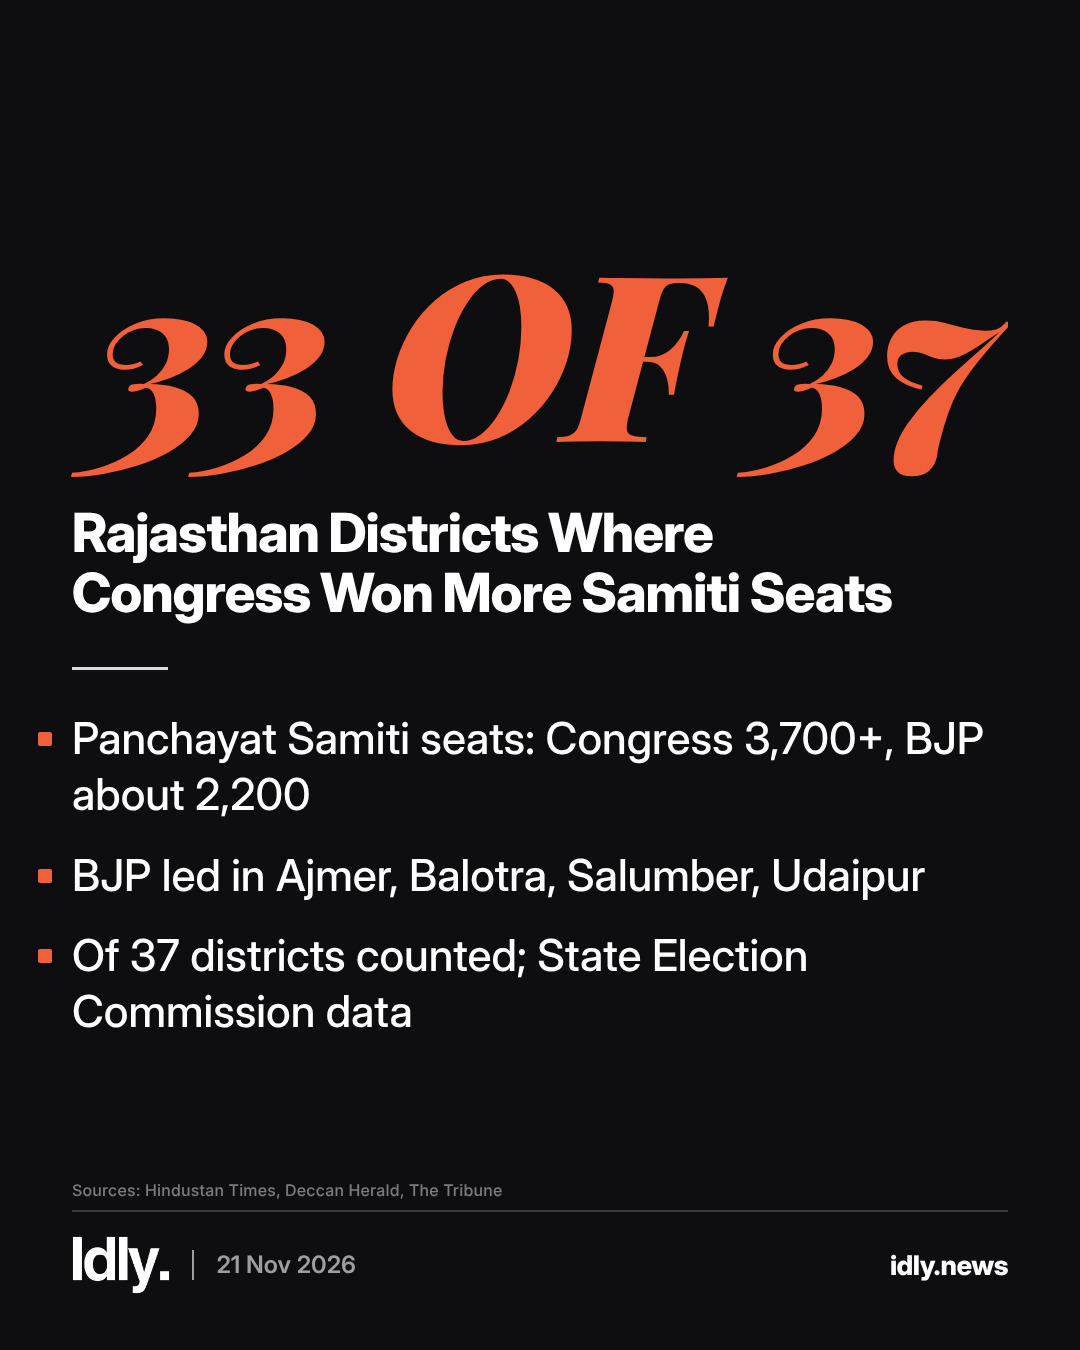 33 OF 37
Rajasthan Districts Where
Congress Won More Samiti Seats
Panchayat Samiti seats: Congress 3,700+, BJP
about 2,200
BJP led in Ajmer, Balotra, Salumber, Udaipur
Of 37 districts counted; State Election
Commission data
Sources: Hindustan Times, Deccan Herald, The Tribune
Idly. | 21 Nov 2026
idly.news